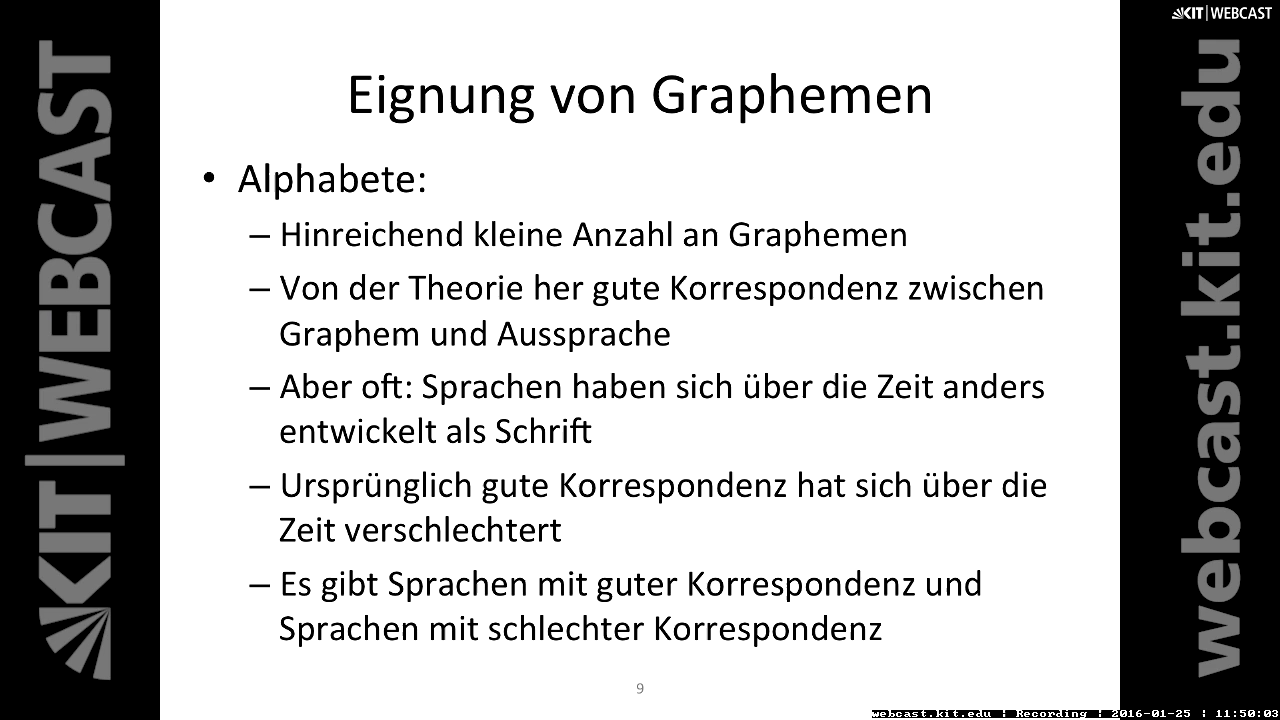 KIT | WEBCAST
Eignung von Graphemen
• Alphabete:
– Hinreichend kleine Anzahl an Graphemen
– Von der Theorie her gute Korrespondenz zwischen
Graphem und Aussprache
– Aber oft: Sprachen haben sich über die Zeit anders
entwickelt als Schrift
– Ursprünglich gute Korrespondenz hat sich über die
Zeit verschlechtert
– Es gibt Sprachen mit guter Korrespondenz und
Sprachen mit schlechter Korrespondenz
9
KIT | WEBCAST
webcast.kit.edu
webcast.kit.edu | Recording | 2016-01-25 | 11:50:03